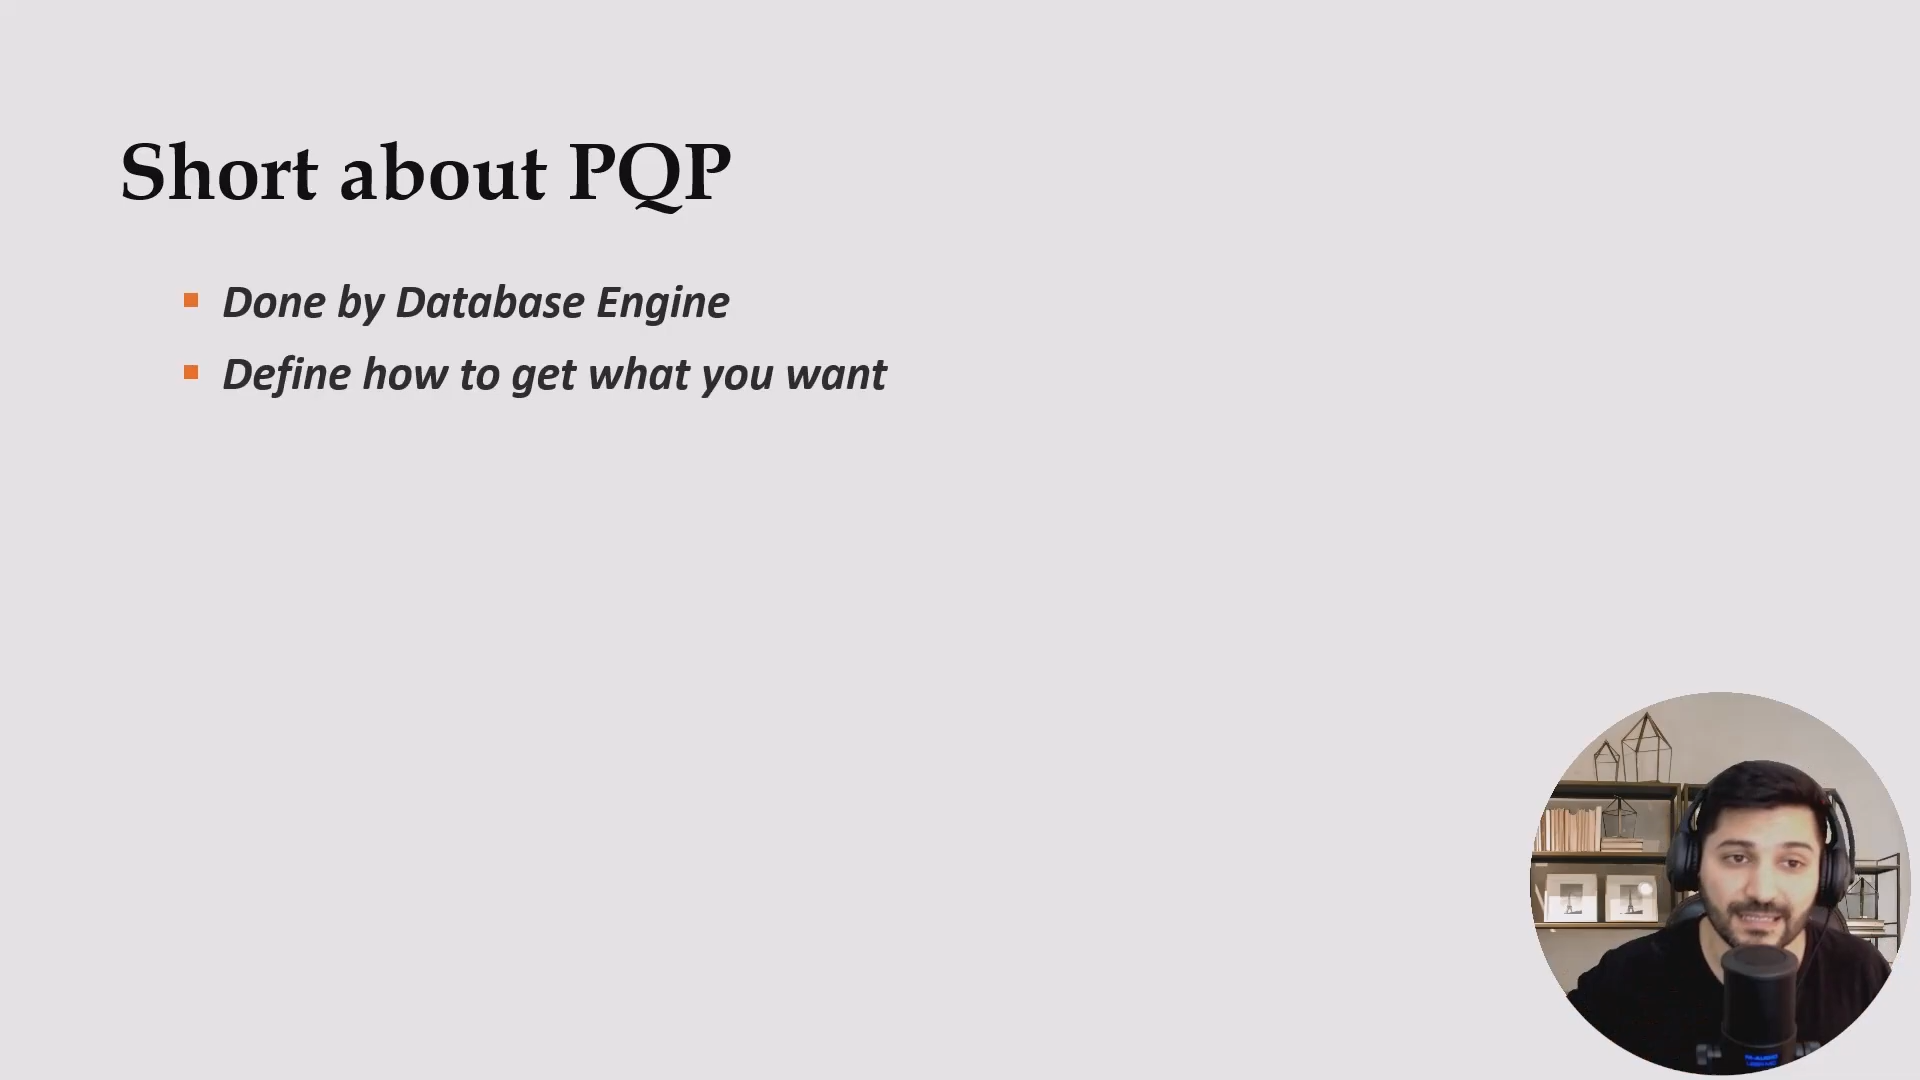 Short about PQP
Done by Database Engine
Define how to get what you want